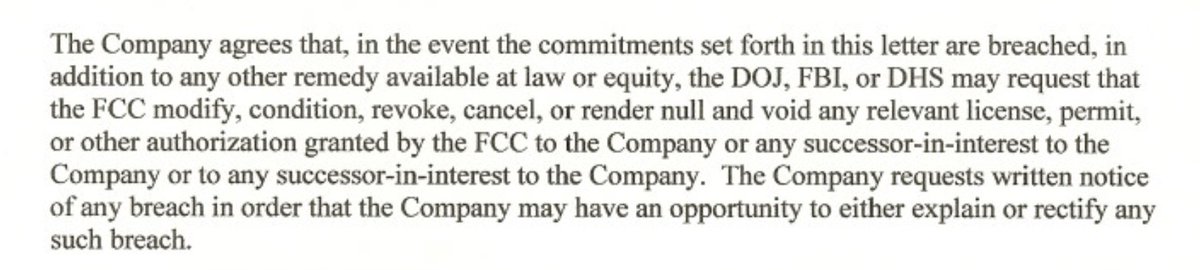 The Company agrees that, in the event the commitments set forth in this letter are breached, in
addition to any other remedy available at law or equity, the DOJ, FBI, or DHS may request that
the FCC modify, condition, revoke, cancel, or render null and void any relevant license, permit,
or other authorization granted by the FCC to the Company or any successor-in-interest to the
Company or to any successor-in-interest to the Company.  The Company requests written notice
of any breach in order that the Company may have an opportunity to either explain or rectify any
such breach.